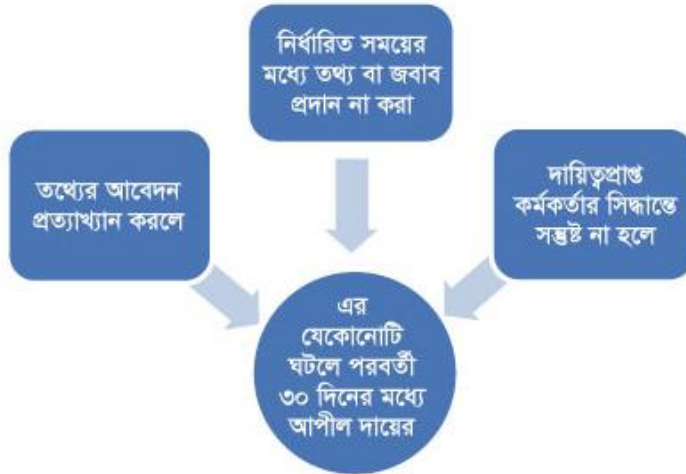 নির্ধারিত সময়ের
মধ্যে তথ্য বা জবাব
প্রদান না করা
তথ্যের আবেদন
প্রত্যাখ্যান করলে
দায়িত্বপ্রাপ্ত
কর্মকর্তার সিদ্ধান্তে
সন্তুষ্ট না হলে
এর
যেকোনোটি
ঘটলে পরবর্তী
৩০ দিনের মধ্যে
আপীল দায়ের